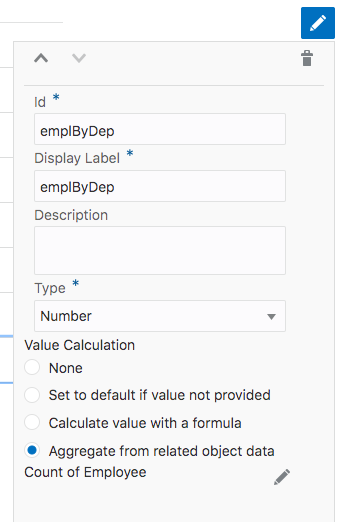 Id *
emplByDep
Display Label *
emplByDep
Description
Type *
Number
Value Calculation
None
Set to default if value not provided
Calculate value with a formula
Aggregate from related object data
Count of Employee